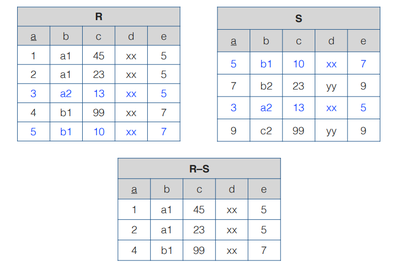 R
a b c d e
1 a1 45 xx 5
2 a1 23 xx 5
3 a2 13 xx 5
4 b1 99 xx 7
5 b1 10 xx 7
S
a b c d e
5 b1 10 xx 7
7 b2 23 yy 9
3 a2 13 xx 5
9 c2 99 yy 9
R–S
a b c d e
1 a1 45 xx 5
2 a1 23 xx 5
4 b1 99 xx 7